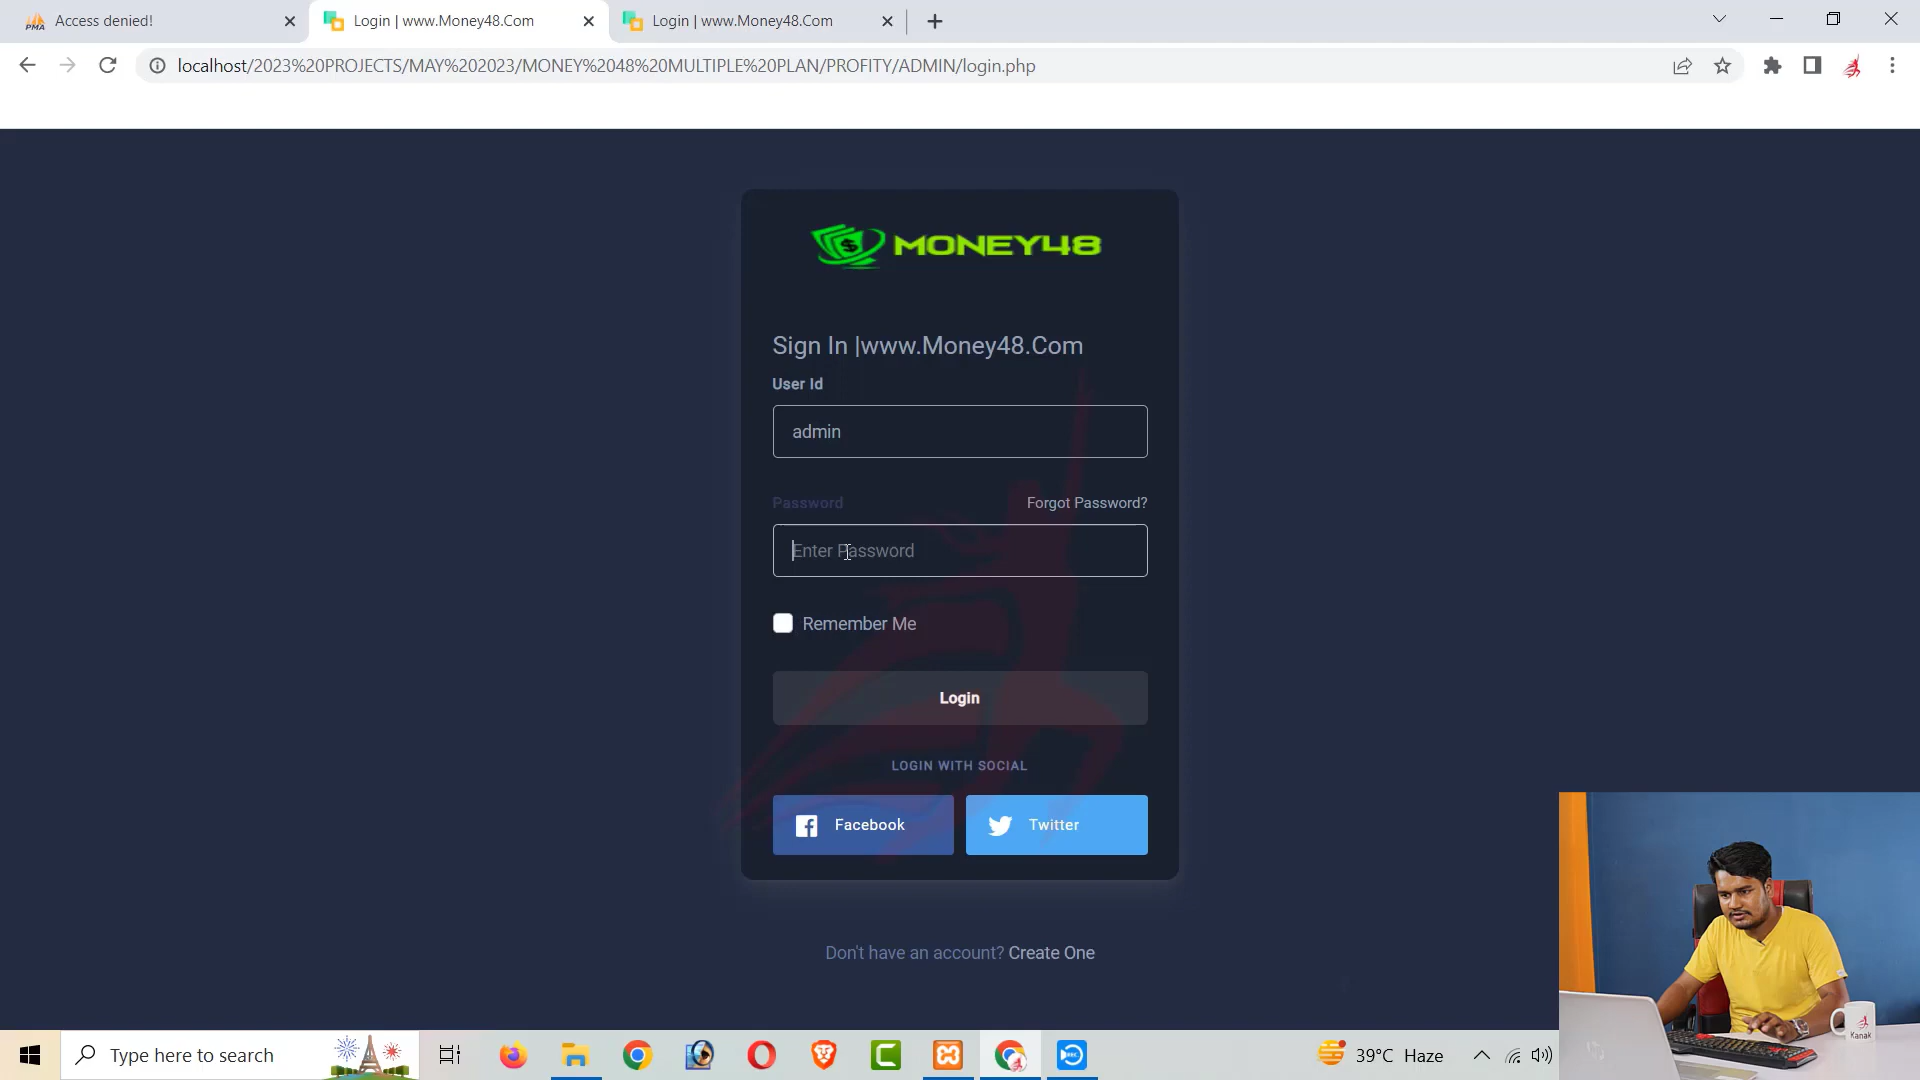 PMA Access denied!
Login | www.Money48.Com
Login | www.Money48.Com
localhost/2023%20PROJECTS/MAY%202023/MONEY%2048%20MULTIPLE%20PLAN/PROFITY/ADMIN/login.php
MONEY48
Sign In |www.Money48.Com
User Id
admin
Password
Forgot Password?
Enter Password
Remember Me
Login
LOGIN WITH SOCIAL
Facebook
Twitter
Don't have an account? Create One
Kanak
Type here to search
39°C Haze